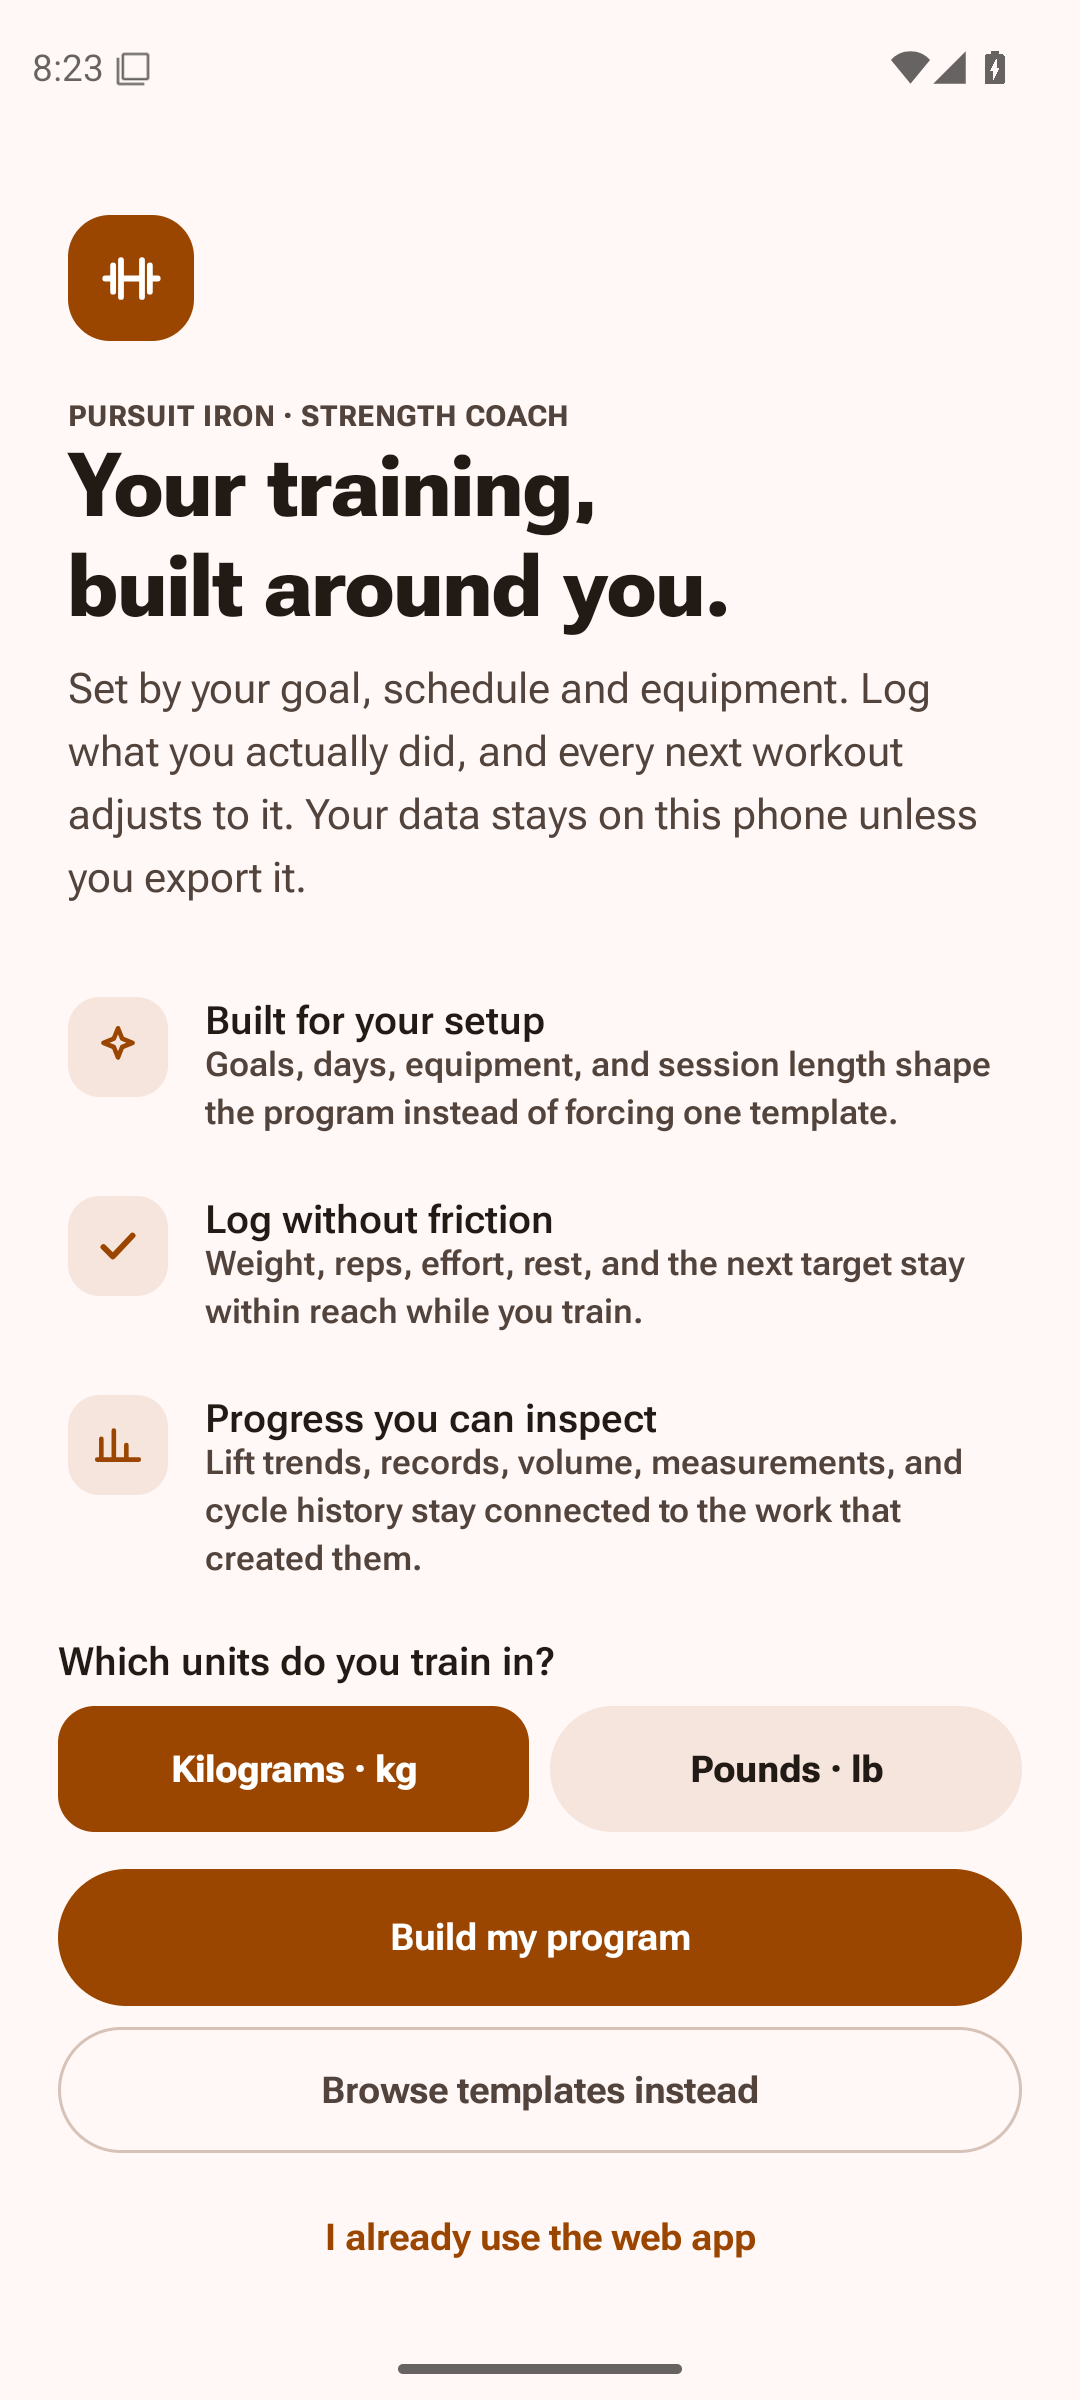 8:23
PURSUIT IRON · STRENGTH COACH
Your training,
built around you.
Set by your goal, schedule and equipment. Log
what you actually did, and every next workout
adjusts to it. Your data stays on this phone unless
you export it.
Built for your setup
Goals, days, equipment, and session length shape
the program instead of forcing one template.
Log without friction
Weight, reps, effort, rest, and the next target stay
within reach while you train.
Progress you can inspect
Lift trends, records, volume, measurements, and
cycle history stay connected to the work that
created them.
Which units do you train in?
Kilograms · kg
Pounds · lb
Build my program
Browse templates instead
I already use the web app